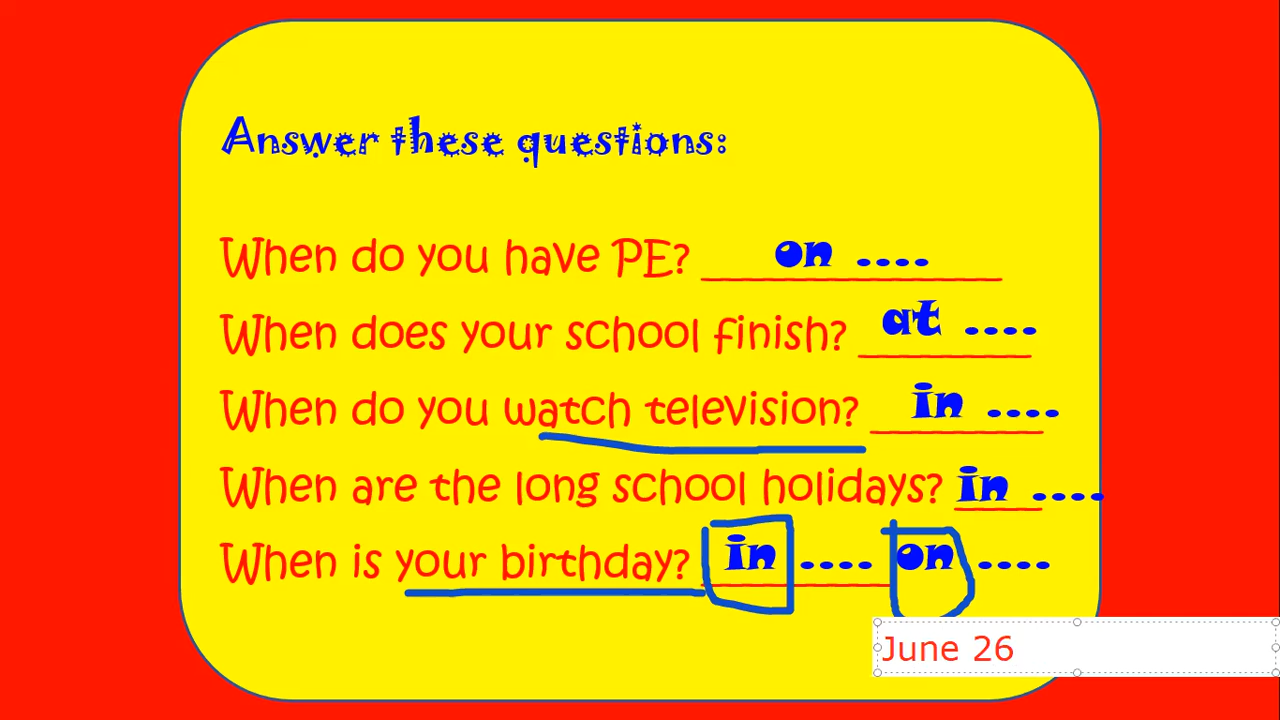 Answer these questions:
When do you have PE? on ....
When does your school finish? at ....
When do you watch television? in ....
When are the long school holidays? in ....
When is your birthday? in .... on ....
June 26